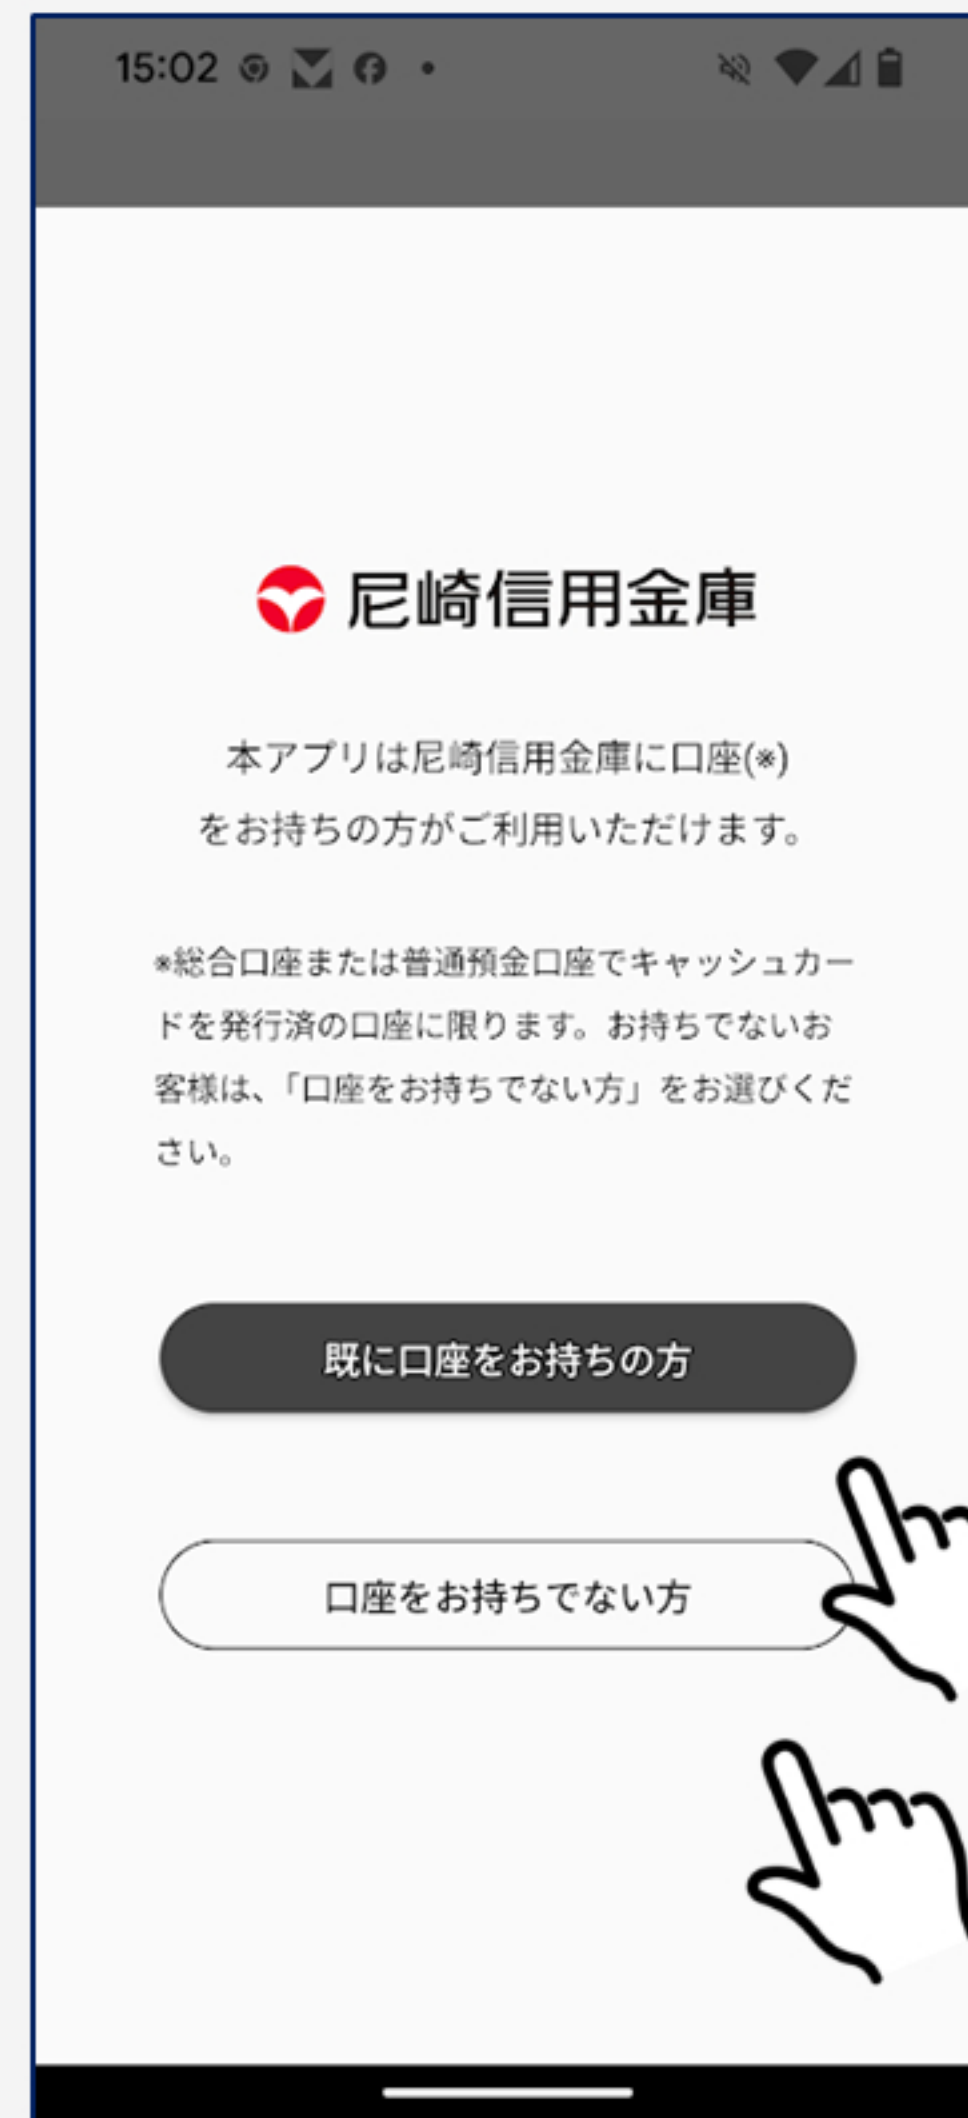 15:02
尼崎信用金庫
本アプリは尼崎信用金庫に口座(※)
をお持ちの方がご利用いただけます。
※総合口座または普通預金口座でキャッシュカー
ドを発行済の口座に限ります。お持ちでないお
客様は、「口座をお持ちでない方」をお選びくだ
さい。
既に口座をお持ちの方
口座をお持ちでない方